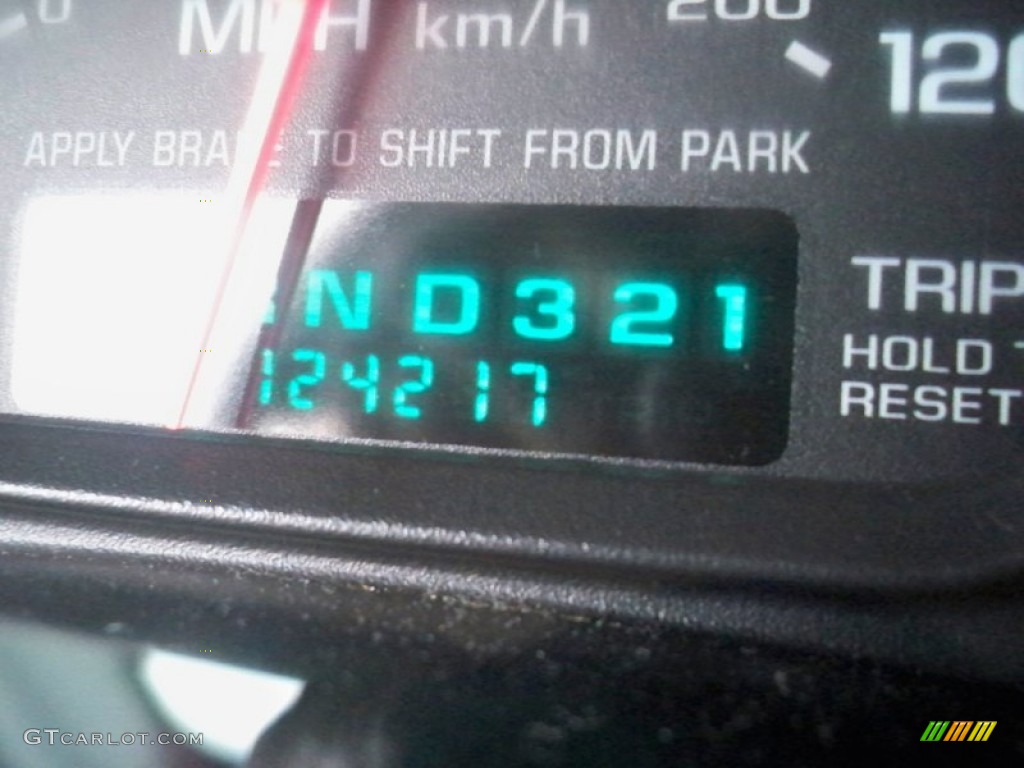 MPH km/h 200
120
APPLY BRAKE TO SHIFT FROM PARK
TRIP
N D 3 2 1
HOLD
124217
RESET
GTCARLOT.COM